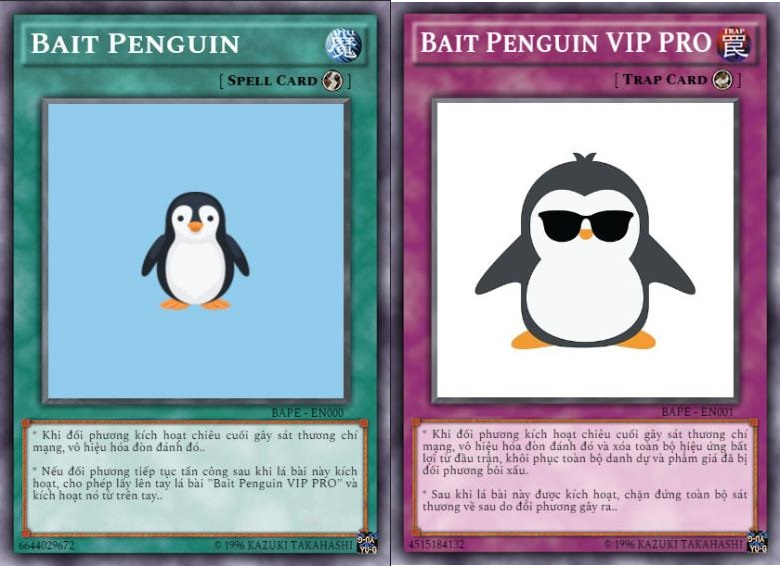 BAIT PENGUIN
[ SPELL CARD ]
BAPE - EN000
* Khi đối phương kích hoạt chiêu cuối gây sát thương chí
mạng, vô hiệu hóa đòn đánh đó..
* Nếu đối phương tiếp tục tấn công sau khi lá bài này kích
hoạt, cho phép lấy lên tay lá bài "Bait Penguin VIP PRO" và
kích hoạt nó từ trên tay..
6644029672
© 1996 KAZUKI TAKAHASHI
BAIT PENGUIN VIP PRO
TRAP
罠
[ TRAP CARD ]
BAPE - EN001
* Khi đối phương kích hoạt chiêu cuối gây sát thương chí
mạng, vô hiệu hóa đòn đánh đó và xóa toàn bộ hiệu ứng bất
lợi từ đầu trận, khôi phục toàn bộ danh dự và phẩm giá đã bị
đối phương bôi xấu.
* Sau khi lá bài này được kích hoạt, chặn đứng toàn bộ sát
thương về sau do đối phương gây ra..
4515184132
© 1996 KAZUKI TAKAHASHI